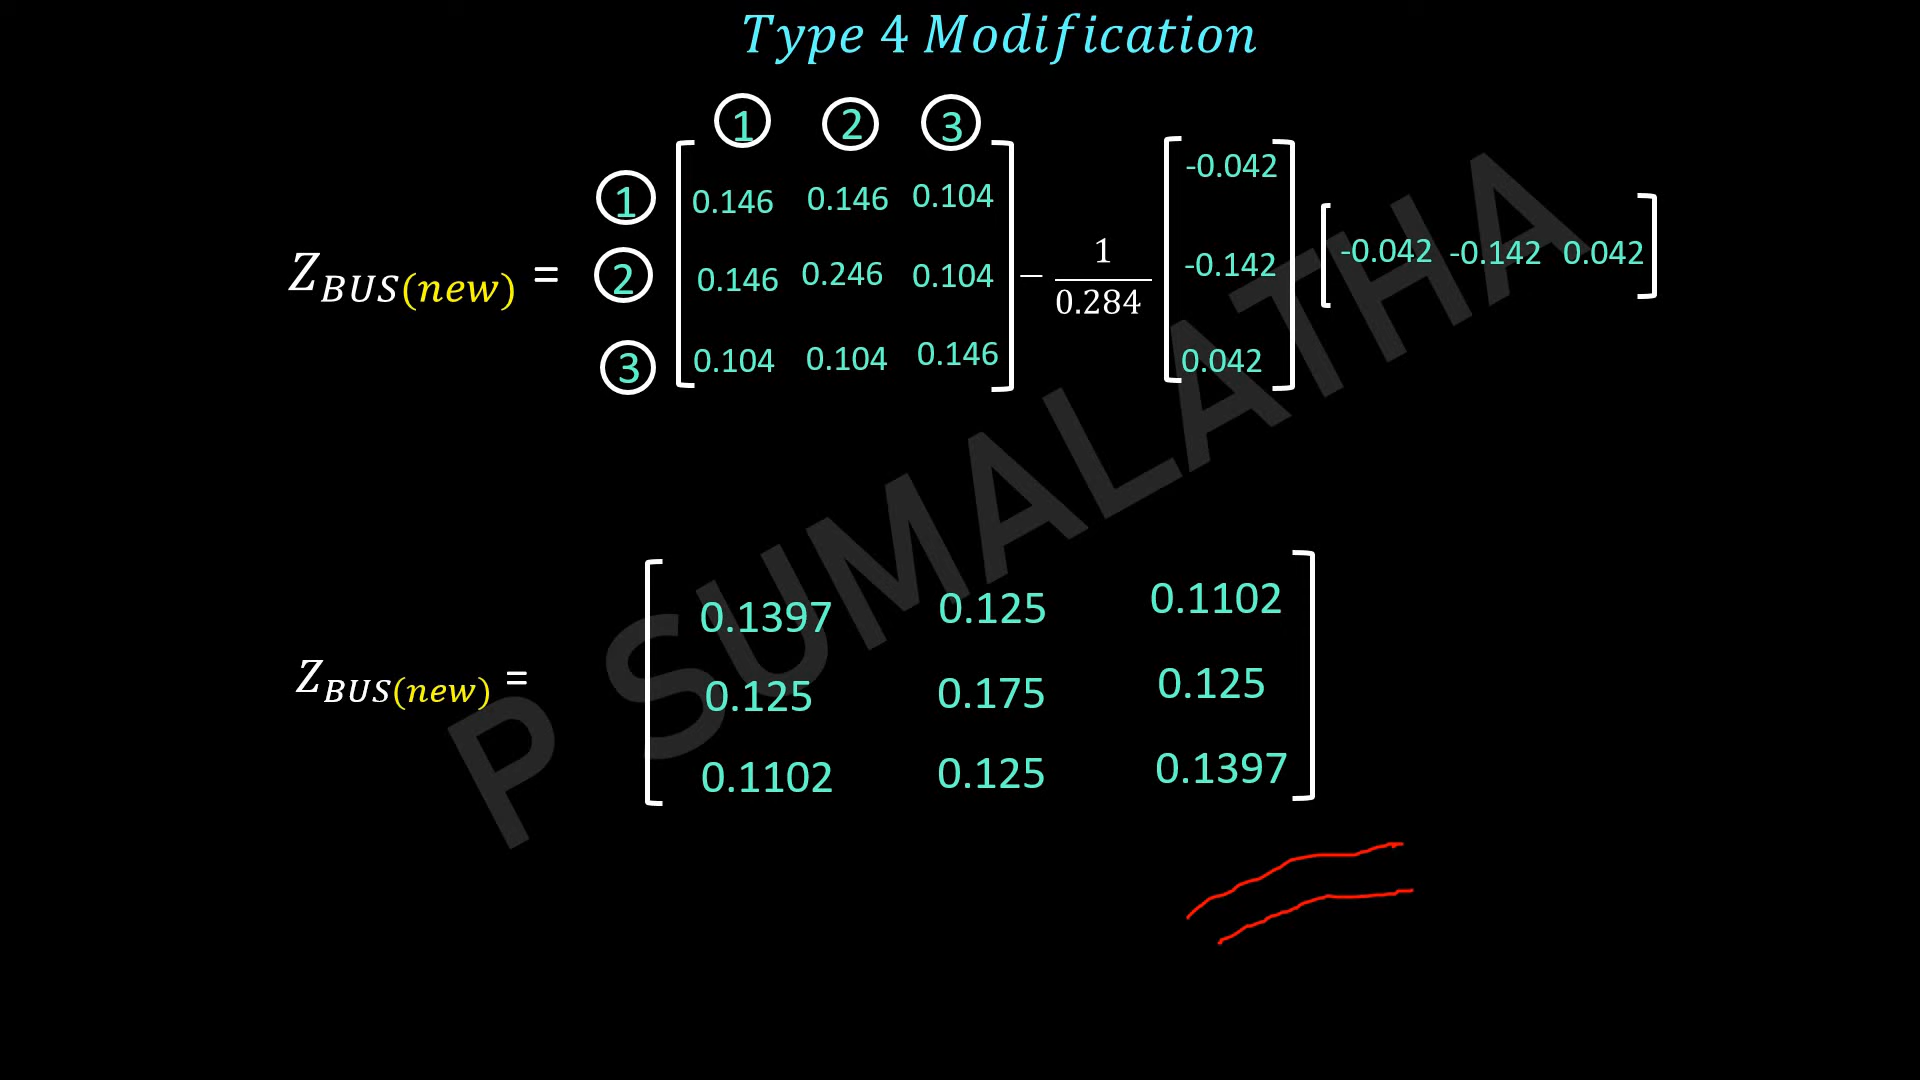 Type 4 Modification
1 2 3
1 0.146 0.146 0.104
2 0.146 0.246 0.104
3 0.104 0.104 0.146
Z_BUS(new) = − 1/0.284
-0.042
-0.142
0.042
-0.042 -0.142 0.042
Z_BUS(new) =
0.1397 0.125 0.1102
0.125 0.175 0.125
0.1102 0.125 0.1397
P SUMALATHA